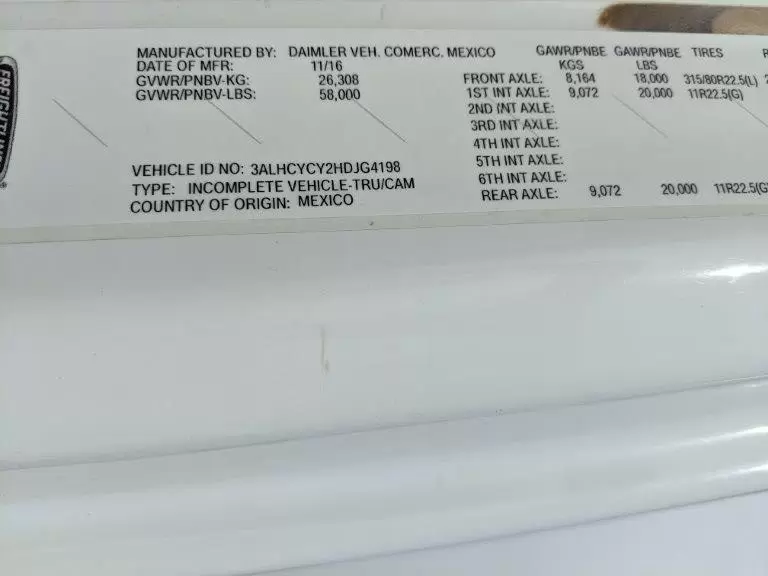 MANUFACTURED BY: DAIMLER VEH. COMERC. MEXICO
DATE OF MFR: 11/16
GVWR/PNBV-KG: 26,308
GVWR/PNBV-LBS: 58,000
VEHICLE ID NO: 3ALHCYCY2HDJG4198
TYPE: INCOMPLETE VEHICLE-TRU/CAM
COUNTRY OF ORIGIN: MEXICO
GAWR/PNBE GAWR/PNBE TIRES
KGS LBS
FRONT AXLE: 8,164 18,000 315/80R22.5(L)
1ST INT AXLE: 9,072 20,000 11R22.5(G)
2ND INT AXLE:
3RD INT AXLE:
4TH INT AXLE:
5TH INT AXLE:
6TH INT AXLE:
REAR AXLE: 9,072 20,000 11R22.5(G